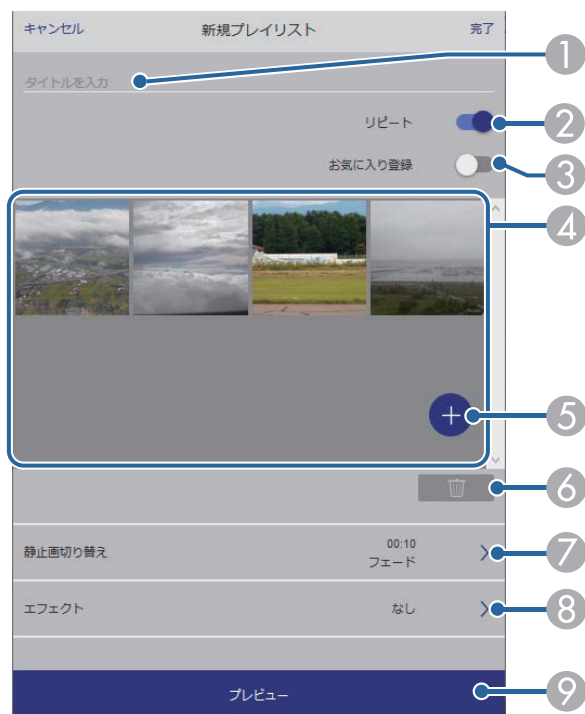 キャンセル 新規プレイリスト 完了
タイトルを入力
1
リピート
2
お気に入り登録
3
4
+
5
6
静止画切り替え 00:10
フェード
7
エフェクト なし
8
プレビュー
9